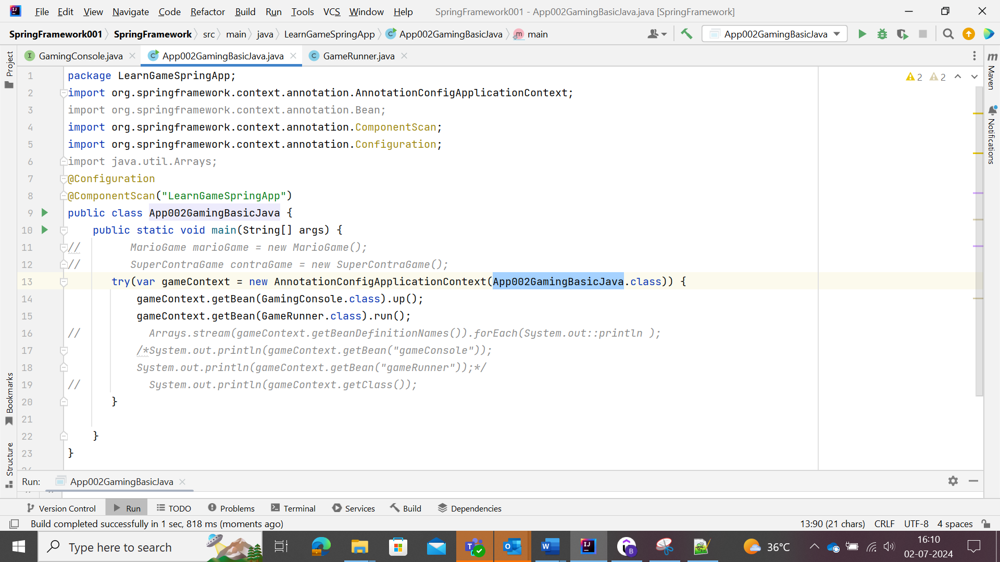 File Edit View Navigate Code Refactor Build Run Tools VCS Window Help SpringFramework001 - App002GamingBasicJava.java [SpringFramework]
SpringFramework001 SpringFramework src main java LearnGameSpringApp App002GamingBasicJava main App002GamingBasicJava
Project
GamingConsole.java App002GamingBasicJava.java GameRunner.java
Maven
Notifications
2 2
1 package LearnGameSpringApp;
2 import org.springframework.context.annotation.AnnotationConfigApplicationContext;
3 import org.springframework.context.annotation.Bean;
4 import org.springframework.context.annotation.ComponentScan;
5 import org.springframework.context.annotation.Configuration;
6 import java.util.Arrays;
7 @Configuration
8 @ComponentScan("LearnGameSpringApp")
9 public class App002GamingBasicJava {
10 public static void main(String[] args) {
11 // MarioGame marioGame = new MarioGame();
12 // SuperContraGame contraGame = new SuperContraGame();
13 try(var gameContext = new AnnotationConfigApplicationContext(App002GamingBasicJava.class)) {
14 gameContext.getBean(GamingConsole.class).up();
15 gameContext.getBean(GameRunner.class).run();
16 // Arrays.stream(gameContext.getBeanDefinitionNames()).forEach(System.out::println );
17 /*System.out.println(gameContext.getBean("gameConsole"));
18 System.out.println(gameContext.getBean("gameRunner"));*/
19 // System.out.println(gameContext.getClass());
20 }
21
22 }
23 }
Bookmarks
Structure
Run: App002GamingBasicJava
Version Control Run TODO Problems Terminal Services Build Dependencies
Build completed successfully in 1 sec, 818 ms (moments ago) 13:90 (21 chars) CRLF UTF-8 4 spaces
Type here to search 36°C 16:10
02-07-2024